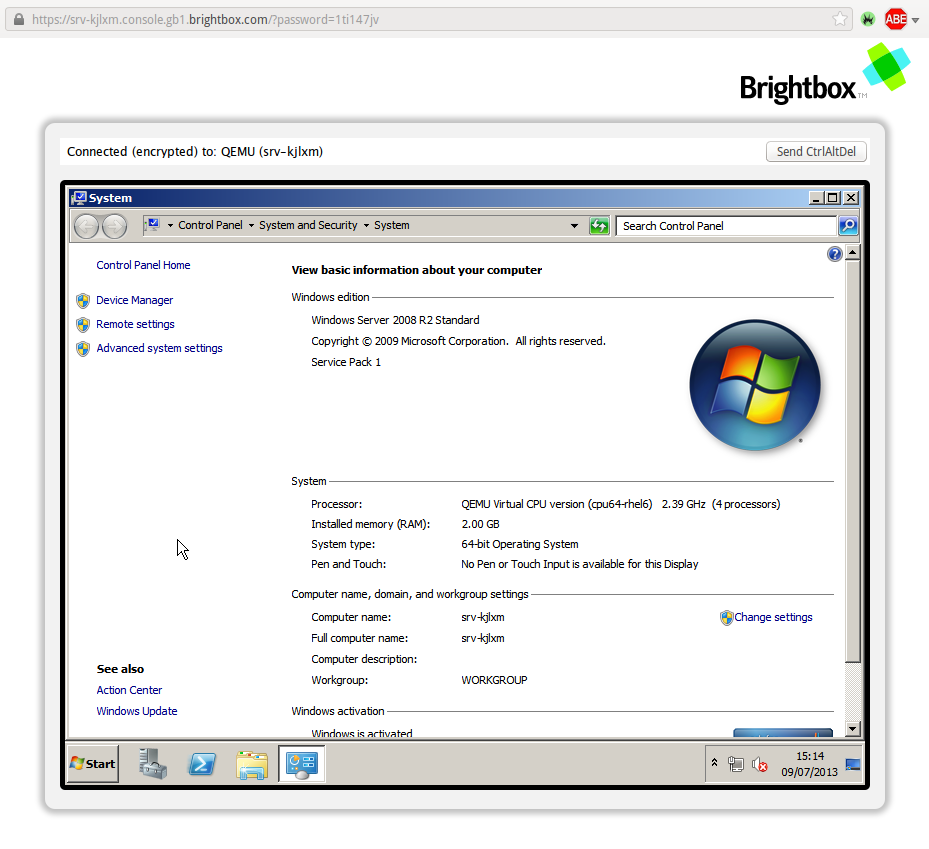 https://srv-kjlxm.console.gb1.brightbox.com/?password=1ti147jv
ABE
Brightbox™
Connected (encrypted) to: QEMU (srv-kjlxm)
Send CtrlAltDel
System
Control Panel System and Security System
Search Control Panel
Control Panel Home
Device Manager
Remote settings
Advanced system settings
See also
Action Center
Windows Update
View basic information about your computer
Windows edition
Windows Server 2008 R2 Standard
Copyright © 2009 Microsoft Corporation. All rights reserved.
Service Pack 1
System
Processor: QEMU Virtual CPU version (cpu64-rhel6) 2.39 GHz (4 processors)
Installed memory (RAM): 2.00 GB
System type: 64-bit Operating System
Pen and Touch: No Pen or Touch Input is available for this Display
Computer name, domain, and workgroup settings
Computer name: srv-kjlxm
Change settings
Full computer name: srv-kjlxm
Computer description:
Workgroup: WORKGROUP
Windows activation
Windows is activated
Start
15:14
09/07/2013